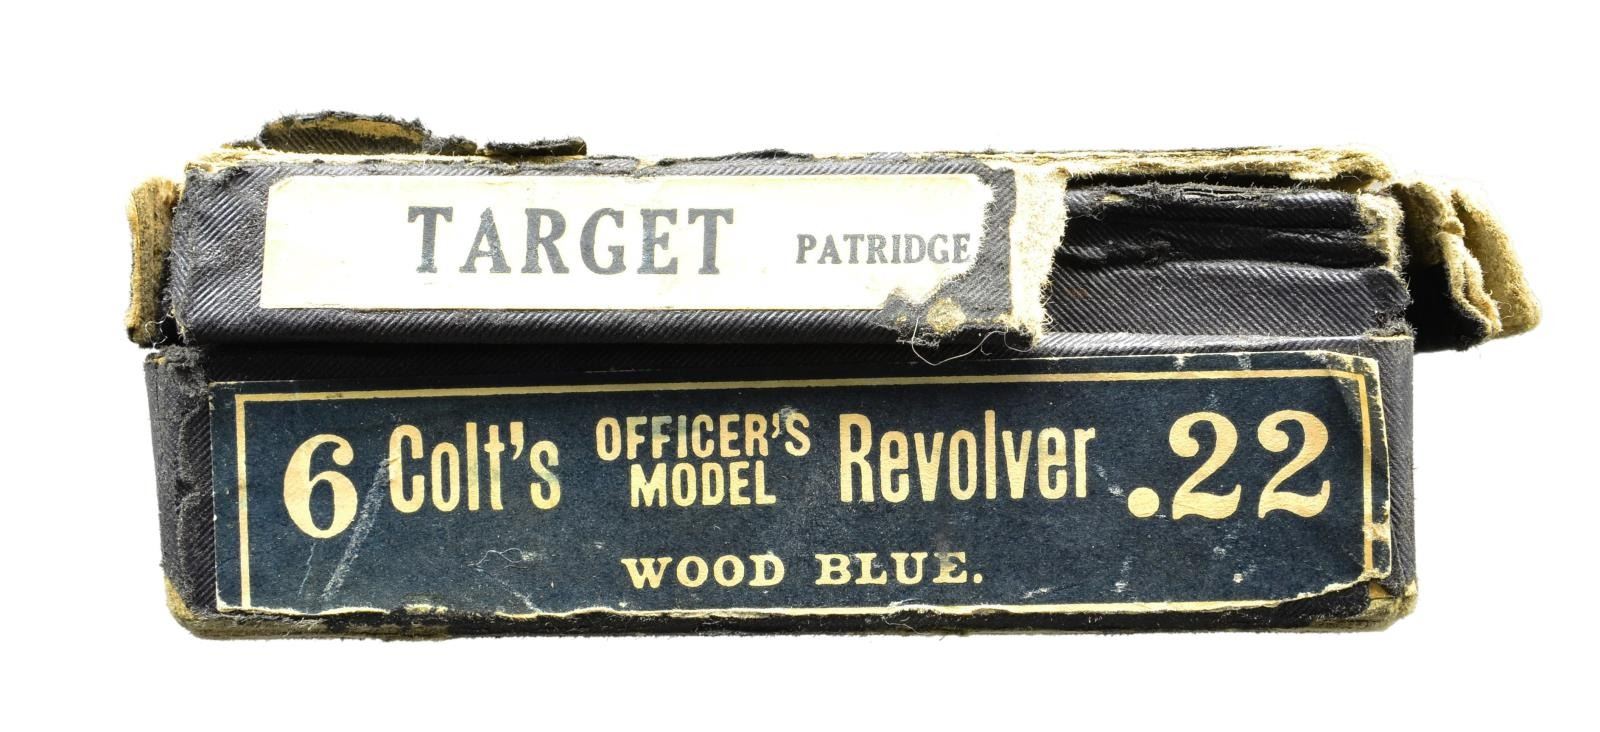 TARGET PATRIDGE
6 Colt's OFFICER'S MODEL Revolver .22
WOOD BLUE.